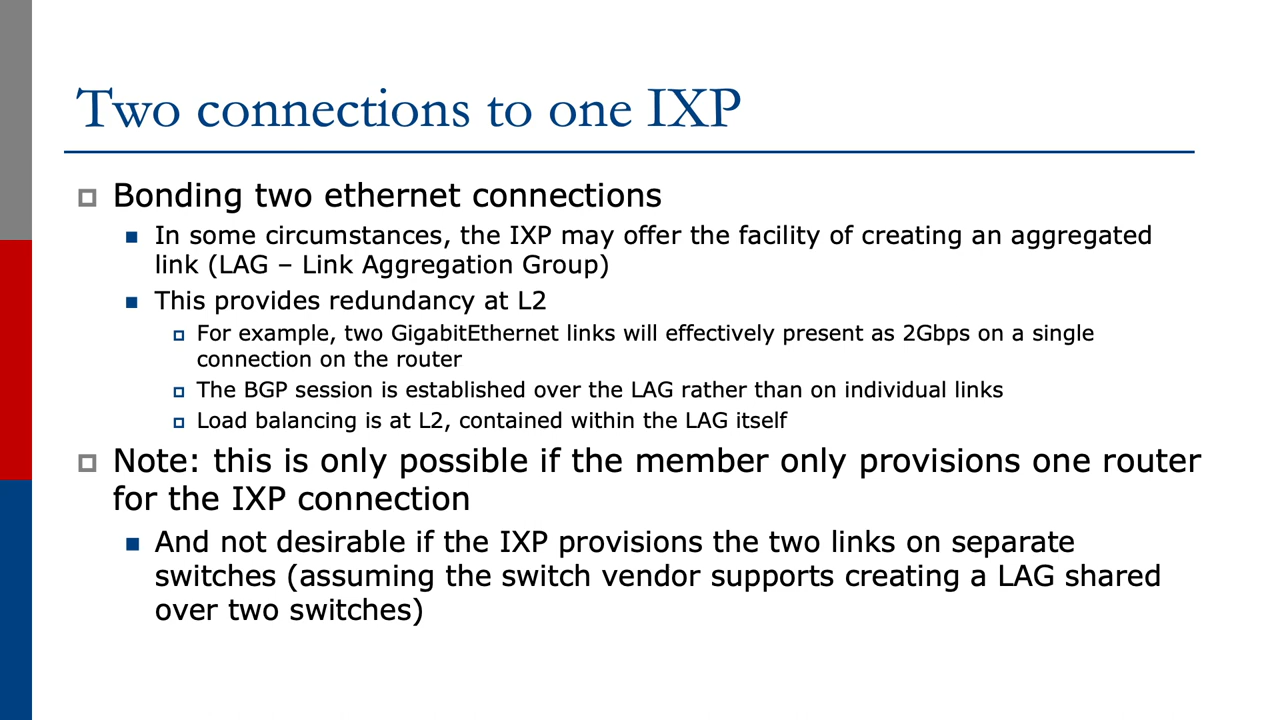 Two connections to one IXP
Bonding two ethernet connections
In some circumstances, the IXP may offer the facility of creating an aggregated
link (LAG – Link Aggregation Group)
This provides redundancy at L2
For example, two GigabitEthernet links will effectively present as 2Gbps on a single
connection on the router
The BGP session is established over the LAG rather than on individual links
Load balancing is at L2, contained within the LAG itself
Note: this is only possible if the member only provisions one router
for the IXP connection
And not desirable if the IXP provisions the two links on separate
switches (assuming the switch vendor supports creating a LAG shared
over two switches)